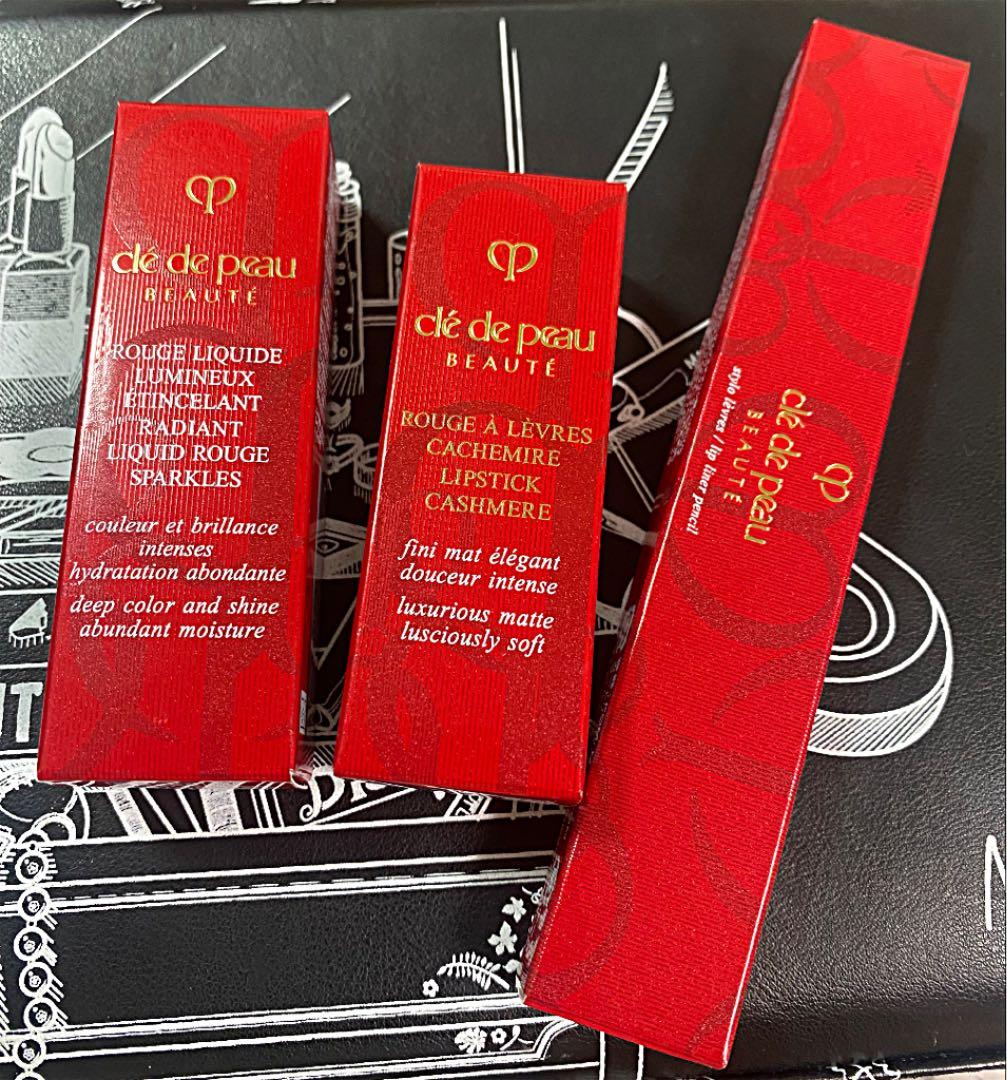 clé de peau
BEAUTÉ
ROUGE LIQUIDE
LUMINEUX
ÉTINCELANT
RADIANT
LIQUID ROUGE
SPARKLES
couleur et brillance
intenses
hydratation abondante
deep color and shine
abundant moisture
clé de peau
BEAUTÉ
ROUGE À LÈVRES
CACHEMIRE
LIPSTICK
CASHMERE
fini mat élégant
douceur intense
luxurious matte
lusciously soft
clé de peau
BEAUTÉ
stylo lèvres / lip liner pencil